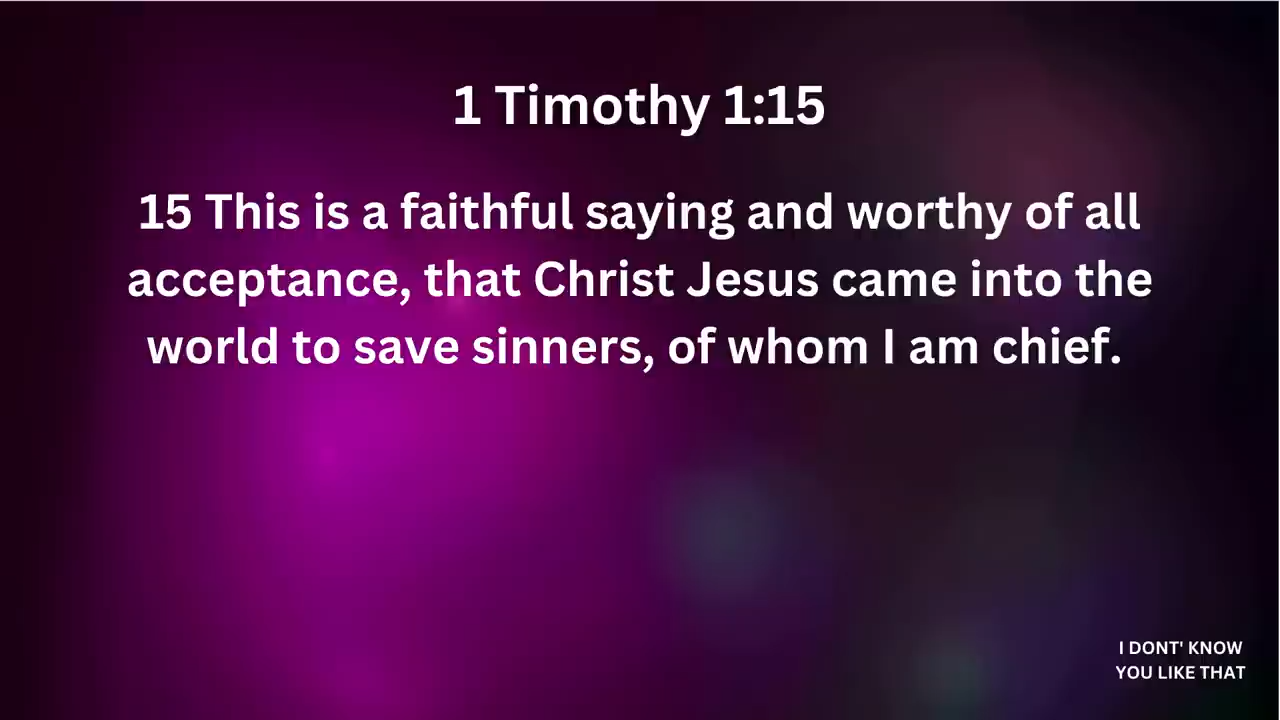 1 Timothy 1:15
15 This is a faithful saying and worthy of all
acceptance, that Christ Jesus came into the
world to save sinners, of whom I am chief.
I DONT' KNOW
YOU LIKE THAT